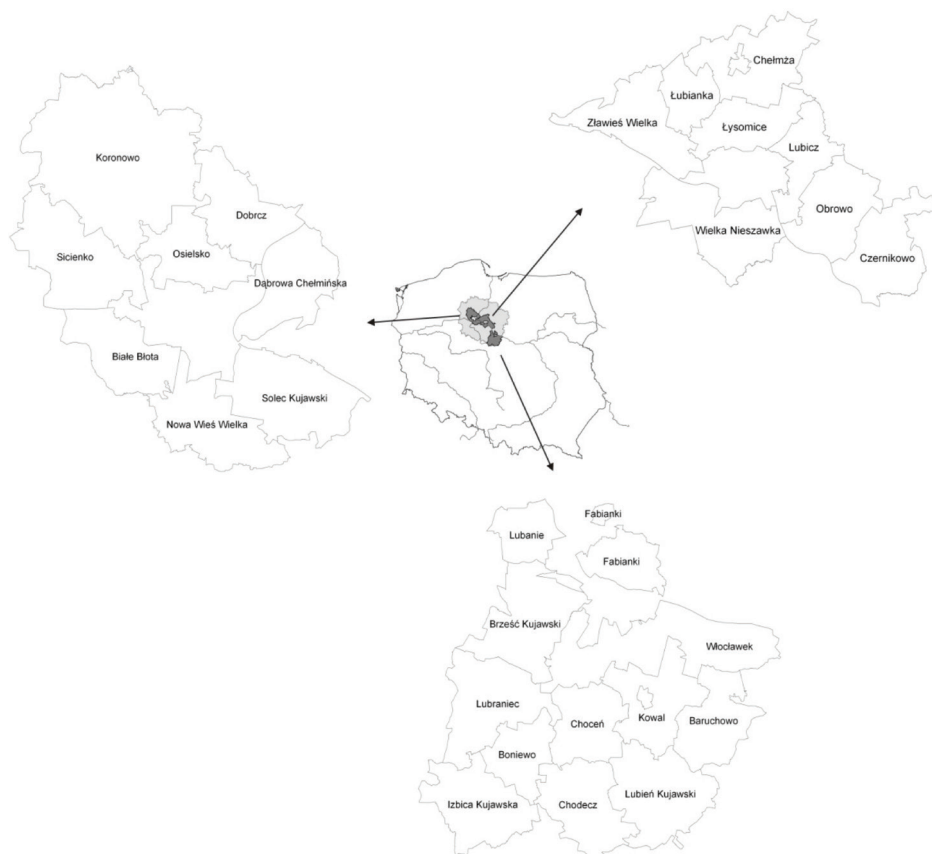 Koronowo
Dobrcz
Sicienko
Osielsko
Dąbrowa Chełmińska
Białe Błota
Solec Kujawski
Nowa Wieś Wielka
Chełmża
Łubianka
Zławieś Wielka
Łysomice
Lubicz
Obrowo
Wielka Nieszawka
Czernikowo
Fabianki
Lubanie
Fabianki
Brześć Kujawski
Włocławek
Lubraniec
Choceń
Kowal
Baruchowo
Boniewo
Izbica Kujawska
Chodecz
Lubień Kujawski